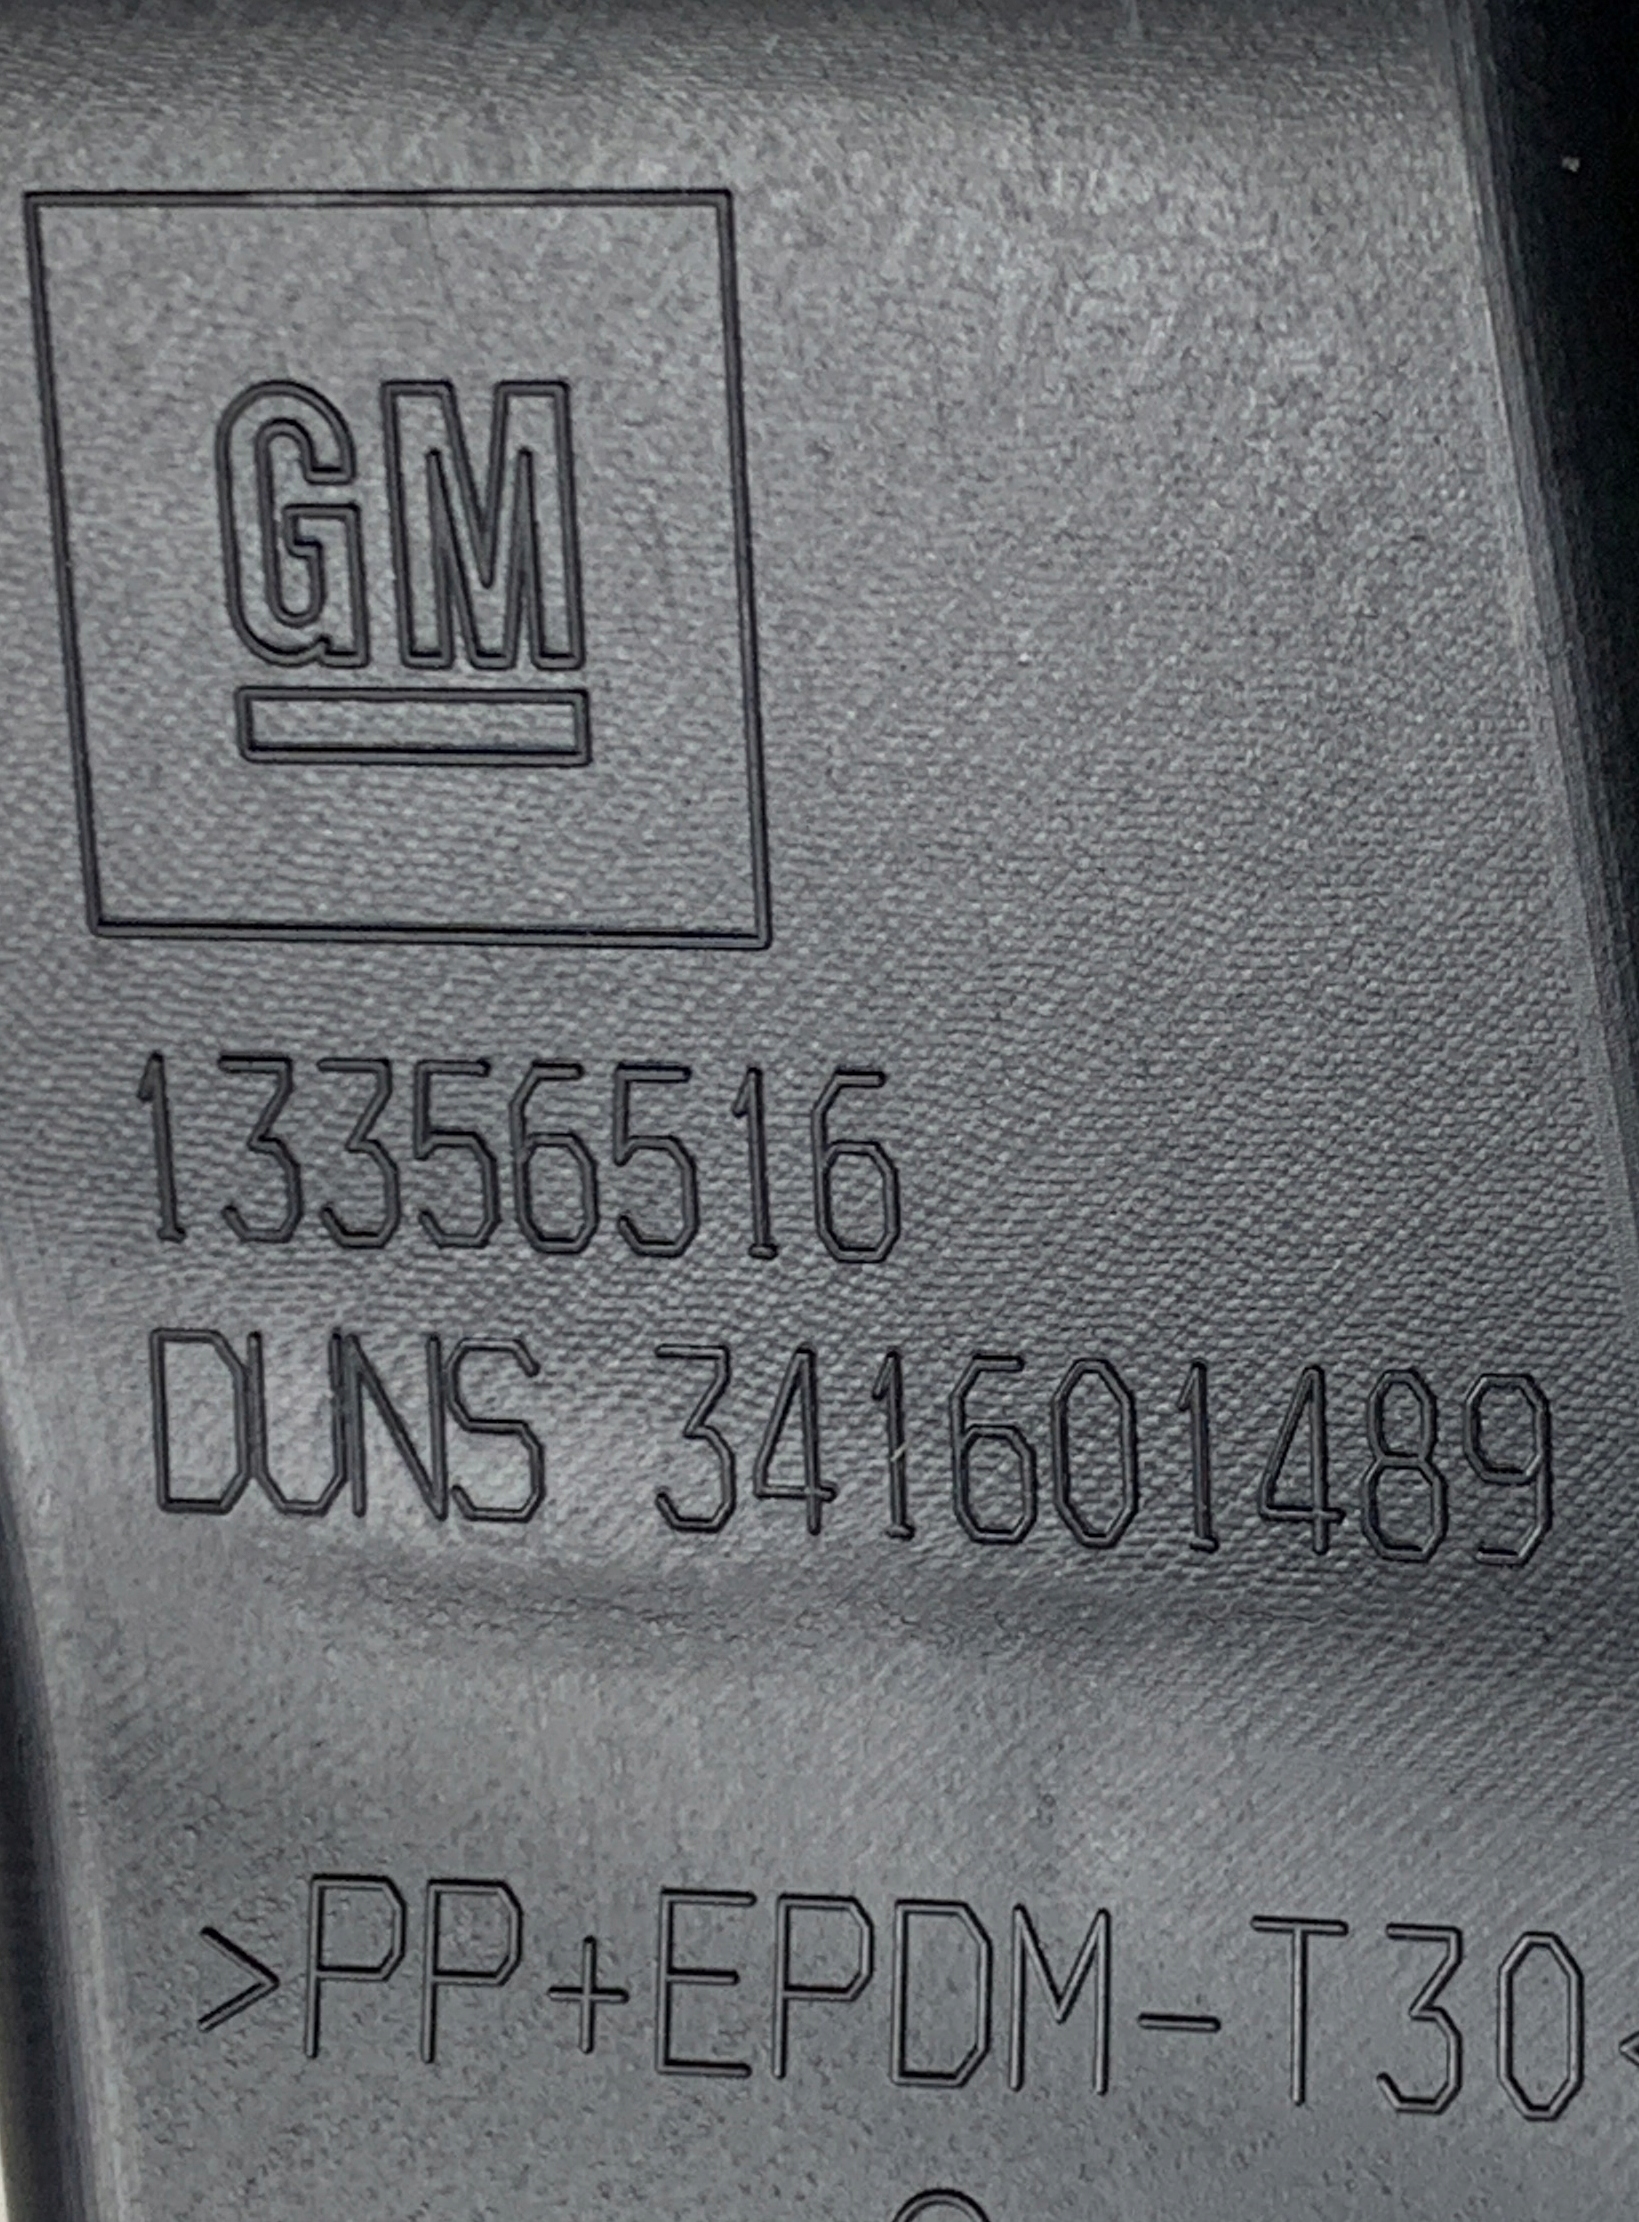 GM
13356516
DUNS 341601489
>PP+EPDM-T30<